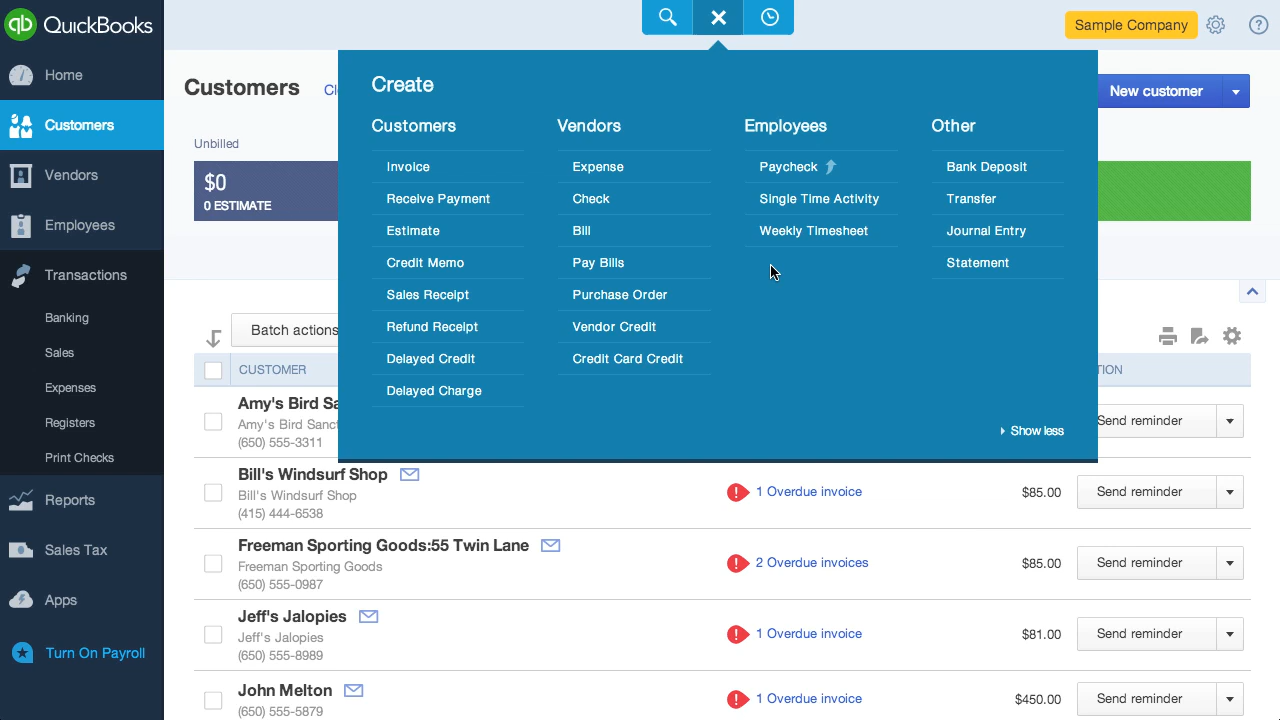 QuickBooks
Sample Company
Home
Customers
Vendors
Employees
Transactions
Banking
Sales
Expenses
Registers
Print Checks
Reports
Sales Tax
Apps
Turn On Payroll
Customers
New customer
Unbilled
$0
0 ESTIMATE
Create
Customers
Invoice
Receive Payment
Estimate
Credit Memo
Sales Receipt
Refund Receipt
Delayed Credit
Delayed Charge
Vendors
Expense
Check
Bill
Pay Bills
Purchase Order
Vendor Credit
Credit Card Credit
Employees
Paycheck
Single Time Activity
Weekly Timesheet
Other
Bank Deposit
Transfer
Journal Entry
Statement
Show less
Batch actions
CUSTOMER
Amy's Bird
Amy's Bird
(650) 555-3311
Send reminder
Bill's Windsurf Shop
Bill's Windsurf Shop
(415) 444-6538
1 Overdue invoice $85.00 Send reminder
Freeman Sporting Goods:55 Twin Lane
Freeman Sporting Goods
(650) 555-0987
2 Overdue invoices $85.00 Send reminder
Jeff's Jalopies
Jeff's Jalopies
(650) 555-8989
1 Overdue invoice $81.00 Send reminder
John Melton
(650) 555-5879
1 Overdue invoice $450.00 Send reminder